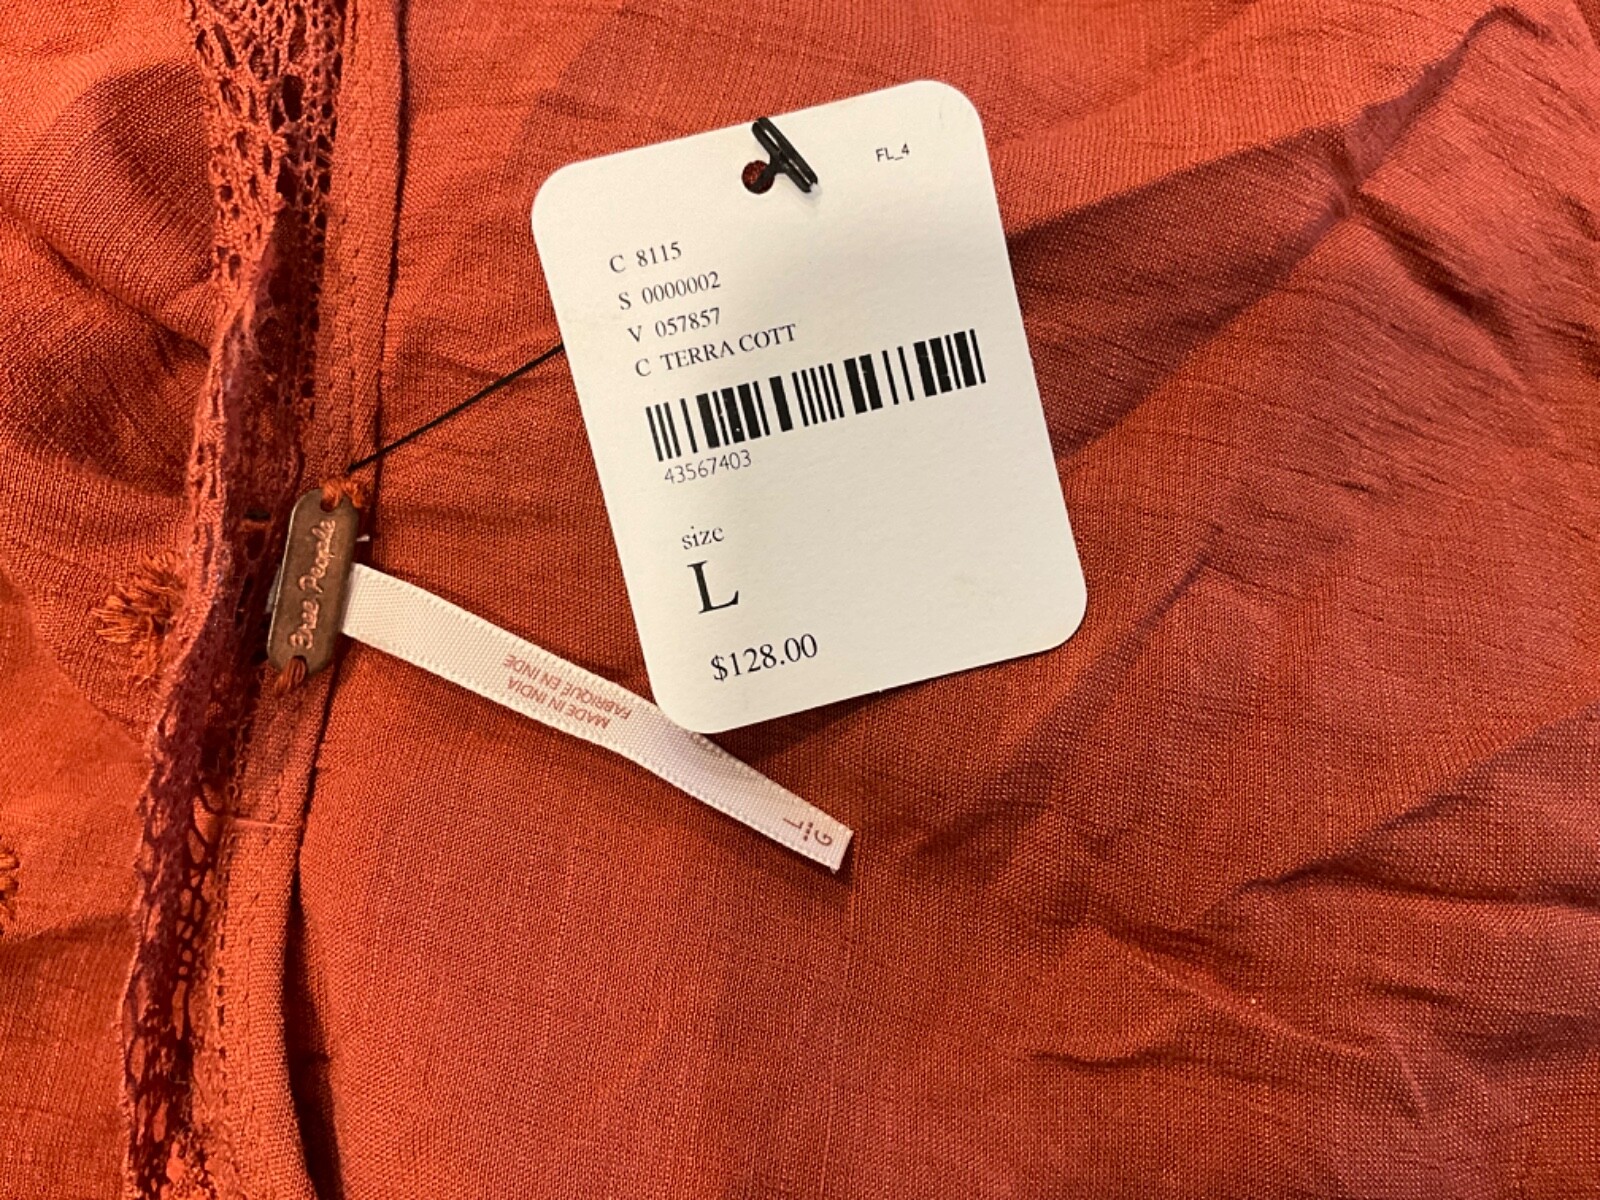 FL_4
C 8115
S 0000002
V 057857
C TERRA COTT
43567403
size
L
$128.00
Free People
MADE IN INDIA
FABRIQUÉ EN INDE
L
G